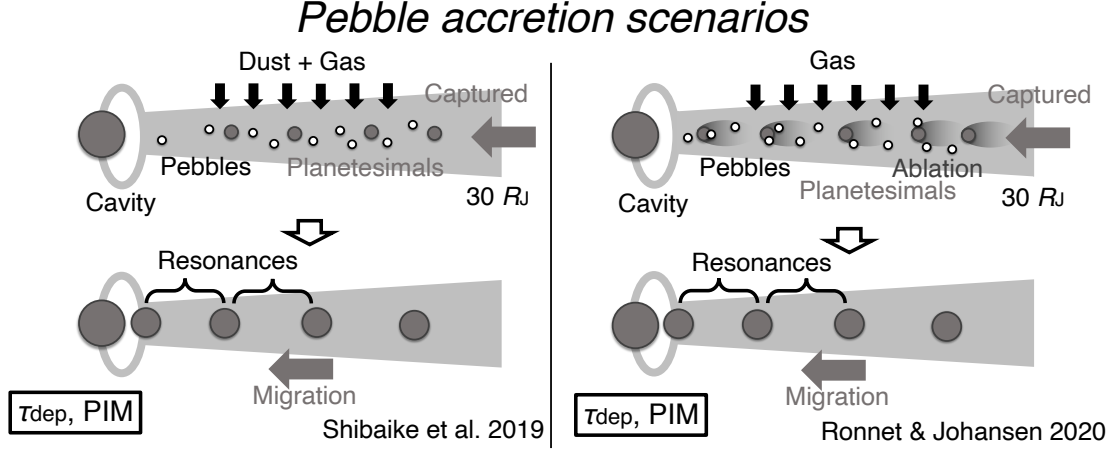 Pebble accretion scenarios
Dust + Gas
Captured
Pebbles
Planetesimals
Cavity
30 RJ
Resonances
Migration
τdep, PIM
Shibaike et al. 2019
Gas
Captured
Pebbles
Ablation
Planetesimals
Cavity
30 RJ
Resonances
Migration
τdep, PIM
Ronnet & Johansen 2020